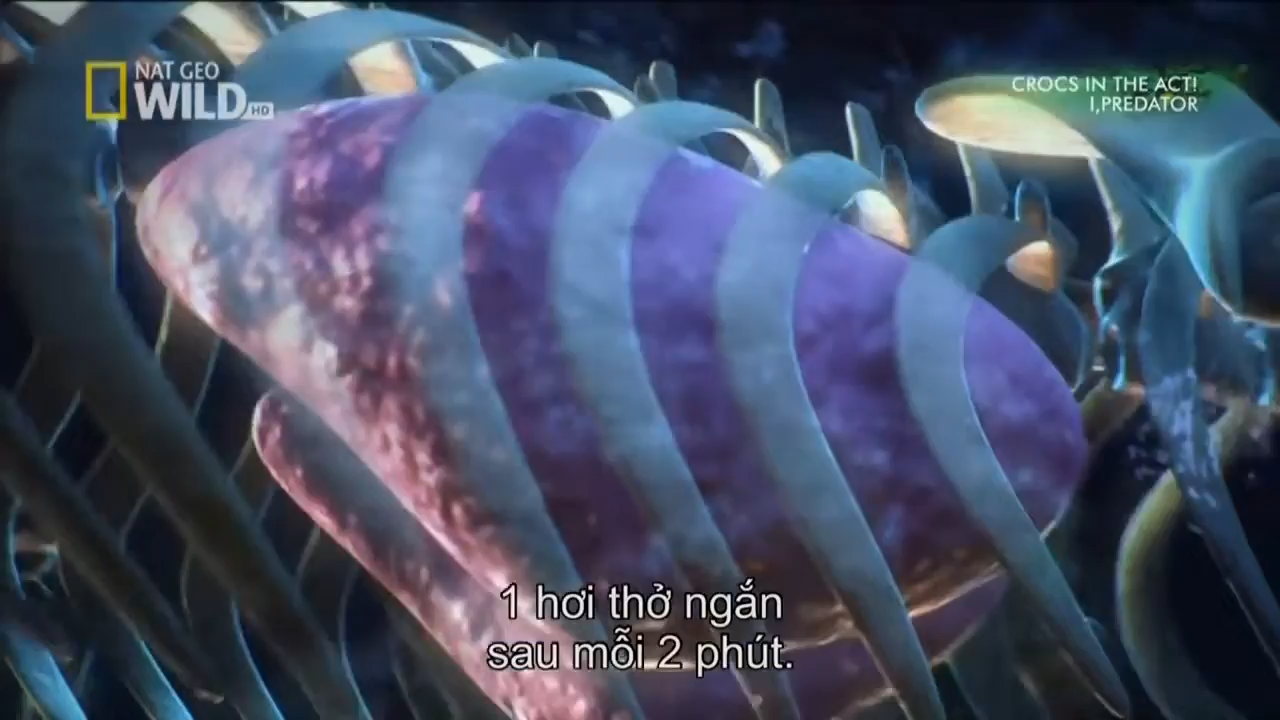 NAT GEO
WILD HD
CROCS IN THE ACT!
I,PREDATOR
1 hơi thở ngắn
sau mỗi 2 phút.